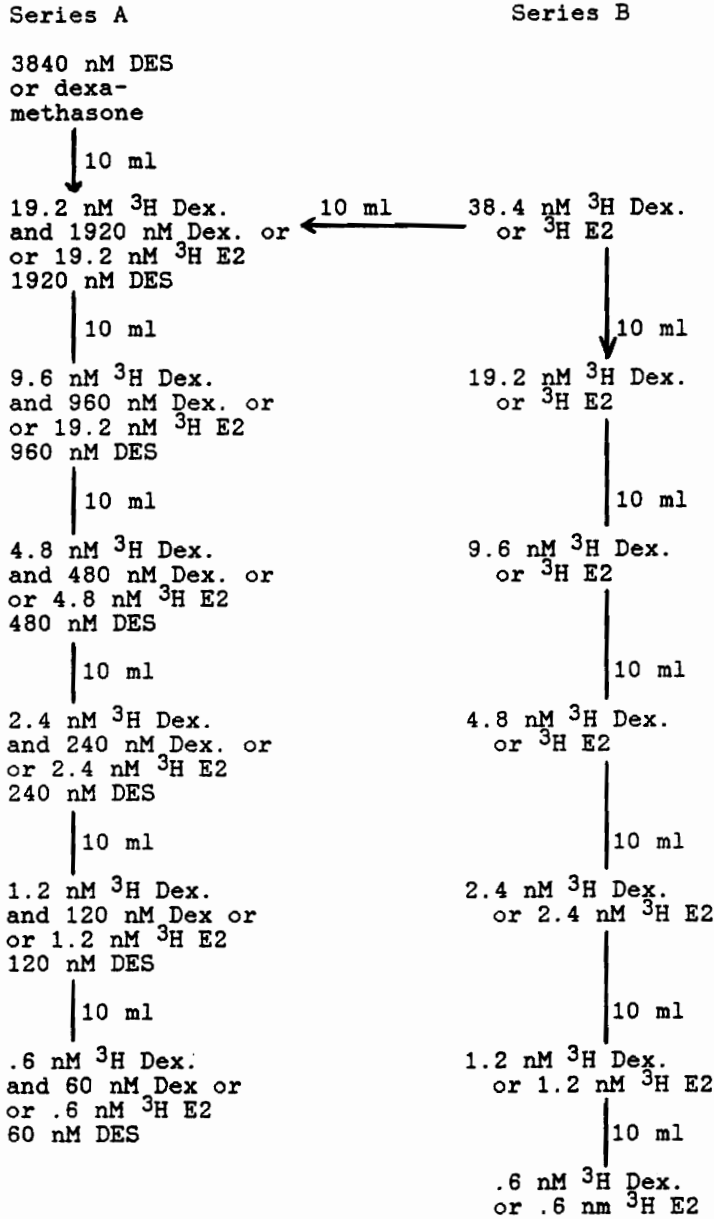 Series A
3840 nM DES
or dexa-
methasone
10 ml
19.2 nM ³H Dex.
and 1920 nM Dex. or
or 19.2 nM ³H E2
1920 nM DES
10 ml
9.6 nM ³H Dex.
and 960 nM Dex. or
or 19.2 nM ³H E2
960 nM DES
10 ml
4.8 nM ³H Dex.
and 480 nM Dex. or
or 4.8 nM ³H E2
480 nM DES
10 ml
2.4 nM ³H Dex.
and 240 nM Dex. or
or 2.4 nM ³H E2
240 nM DES
10 ml
1.2 nM ³H Dex.
and 120 nM Dex or
or 1.2 nM ³H E2
120 nM DES
10 ml
.6 nM ³H Dex.
and 60 nM Dex or
or .6 nM ³H E2
60 nM DES
Series B
10 ml
38.4 nM ³H Dex.
or ³H E2
10 ml
19.2 nM ³H Dex.
or ³H E2
10 ml
9.6 nM ³H Dex.
or ³H E2
10 ml
4.8 nM ³H Dex.
or ³H E2
10 ml
2.4 nM ³H Dex.
or 2.4 nM ³H E2
10 ml
1.2 nM ³H Dex.
or 1.2 nM ³H E2
10 ml
.6 nM ³H Dex.
or .6 nm ³H E2